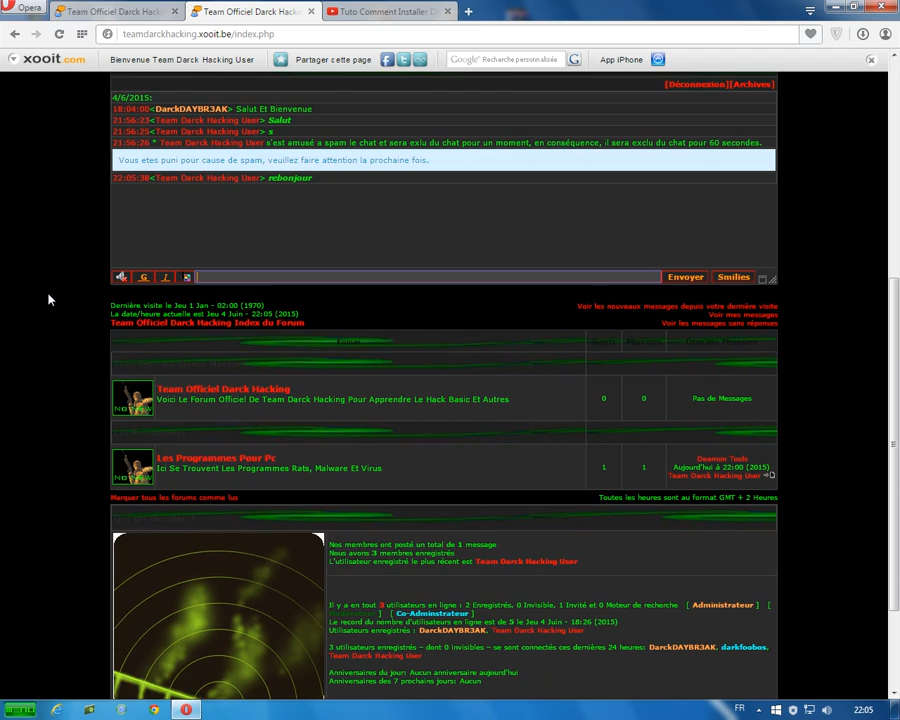 Opera
Team Officiel Darck Hackin
Team Officiel Darck Hackin
Tuto Comment Installer D
teamdarckhacking.xooit.be/index.php
xooit.com
Bienvenue Team Darck Hacking User
Partager cette page
Google Recherche personnalisée
App iPhone
[Déconnexion][Archives]
4/6/2015:
18:04:00<DarckDAYBR3AK> Salut Et Bienvenue
21:56:23<Team Darck Hacking User> Salut
21:56:25<Team Darck Hacking User> s
21:56:26 * Team Darck Hacking User s'est amusé a spam le chat et sera exlu du chat pour un moment, en conséquence, il sera exclu du chat pour 60 secondes.
Vous etes puni pour cause de spam, veuillez faire attention la prochaine fois.
22:05:38<Team Darck Hacking User> rebonjour
G
I
Envoyer
Smilies
Dernière visite le Jeu 1 Jan - 02:00 (1970)
La date/heure actuelle est Jeu 4 Juin - 22:05 (2015)
Team Officiel Darck Hacking Index du Forum
Voir les nouveaux messages depuis votre dernière visite
Voir mes messages
Voir les messages sans réponses
Forum
Sujets
Messages
Derniers Messages
Team Officiel Darck Hacking
Voici Le Forum Officiel De Team Darck Hacking Pour Apprendre Le Hack Basic Et Autres
0
0
Pas de Messages
Les Programmes Pour Pc
Ici Se Trouvent Les Programmes Rats, Malware Et Virus
1
1
Deamon Tools
Aujourd'hui à 22:00 (2015)
Team Darck Hacking User
Marquer tous les forums comme lus
Toutes les heures sont au format GMT + 2 Heures
Nos membres ont posté un total de 1 message
Nous avons 3 membres enregistrés
L'utilisateur enregistré le plus récent est Team Darck Hacking User
Il y a en tout 3 utilisateurs en ligne : 2 Enregistrés, 0 Invisible, 1 Invité et 0 Moteur de recherche [ Administrateur ] [
] [ Co-Adminstrateur ]
Le record du nombre d'utilisateurs en ligne est de 5 le Jeu 4 Juin - 18:26 (2015)
Utilisateurs enregistrés : DarckDAYBR3AK, Team Darck Hacking User
3 utilisateurs enregistrés – dont 0 invisibles – se sont connectés ces dernières 24 heures: DarckDAYBR3AK, darkfoobos,
Team Darck Hacking User
Anniversaires du jour: Aucun anniversaire aujourd'hui
Anniversaires des 7 prochains jours: Aucun
FR
22:05